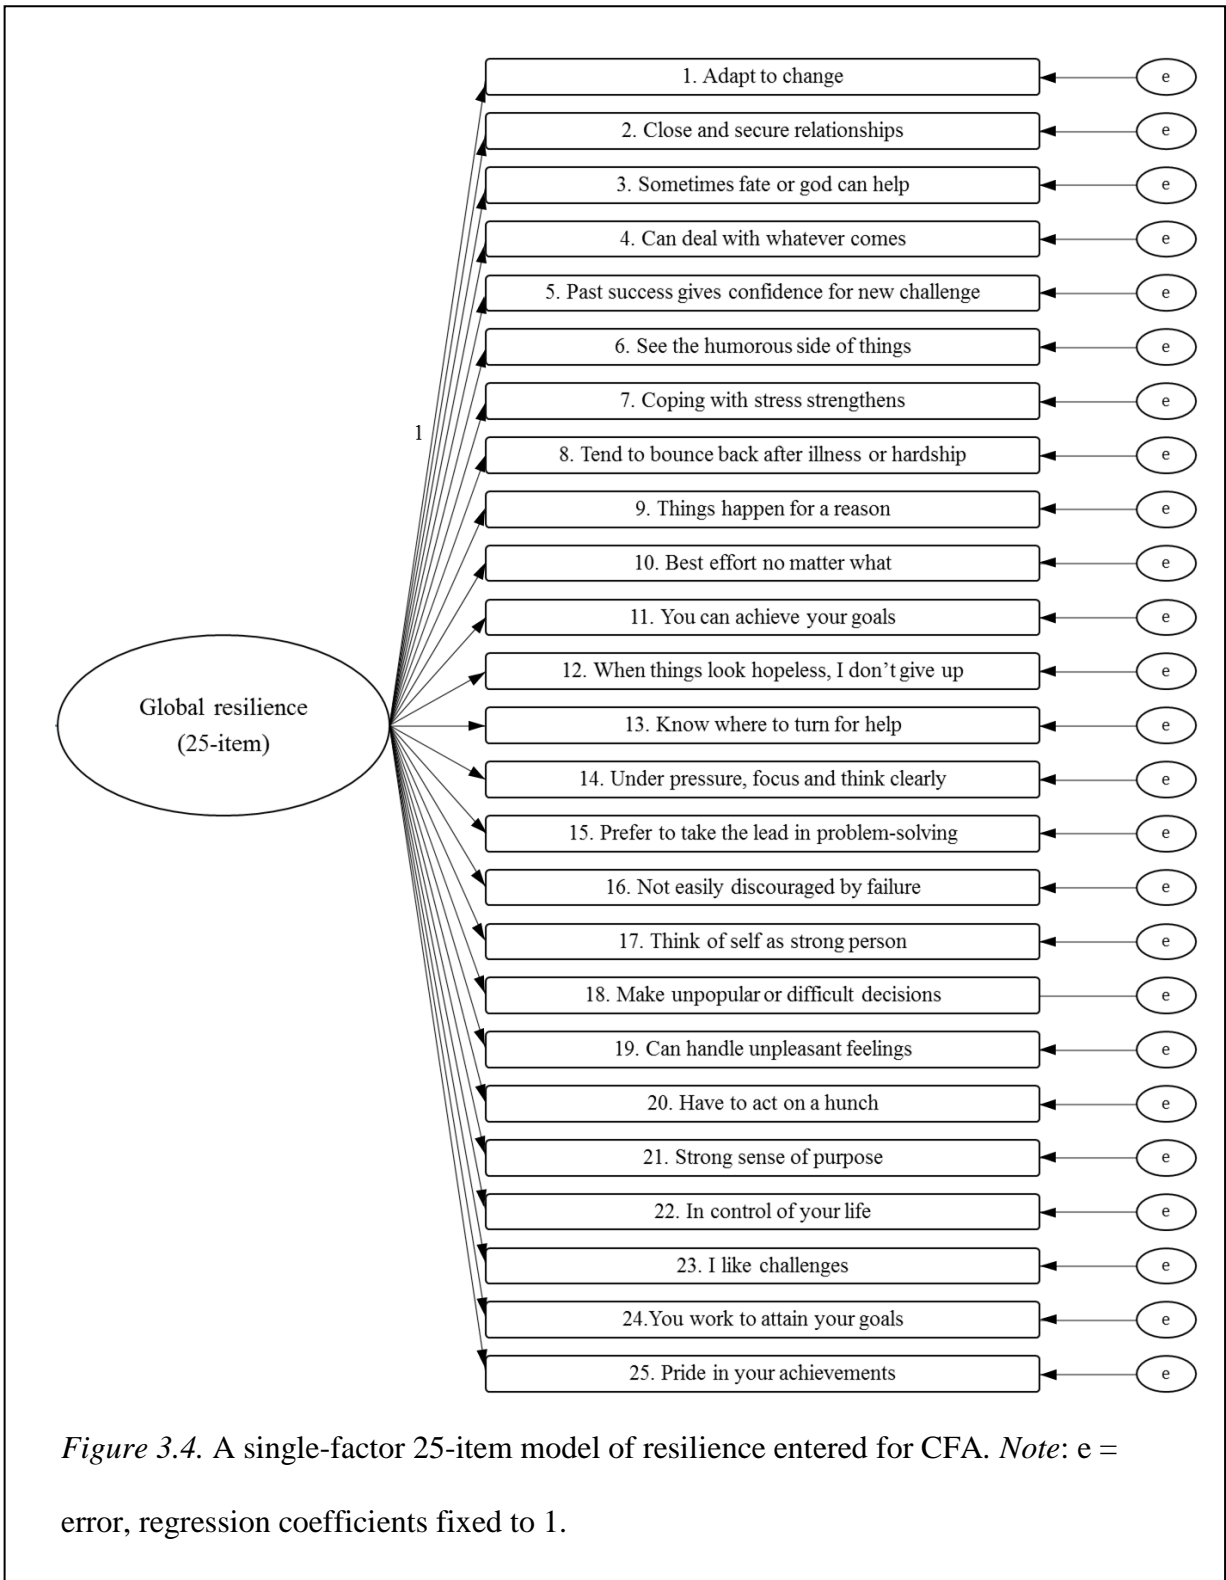 1. Adapt to change e
2. Close and secure relationships e
3. Sometimes fate or god can help e
4. Can deal with whatever comes e
5. Past success gives confidence for new challenge e
6. See the humorous side of things e
7. Coping with stress strengthens e
1
8. Tend to bounce back after illness or hardship e
9. Things happen for a reason e
10. Best effort no matter what e
11. You can achieve your goals e
12. When things look hopeless, I don't give up e
Global resilience
(25-item)
13. Know where to turn for help e
14. Under pressure, focus and think clearly e
15. Prefer to take the lead in problem-solving e
16. Not easily discouraged by failure e
17. Think of self as strong person e
18. Make unpopular or difficult decisions e
19. Can handle unpleasant feelings e
20. Have to act on a hunch e
21. Strong sense of purpose e
22. In control of your life e
23. I like challenges e
24.You work to attain your goals e
25. Pride in your achievements e
Figure 3.4. A single-factor 25-item model of resilience entered for CFA. Note: e =
error, regression coefficients fixed to 1.